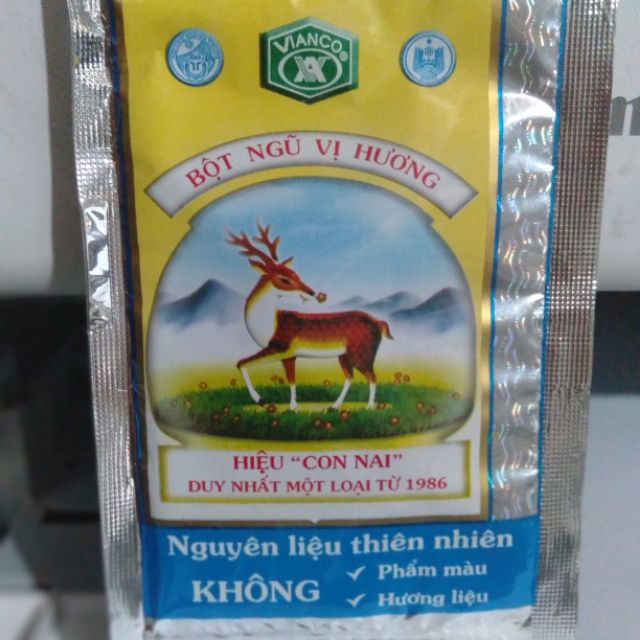 VIANCO®
BỘT NGŨ VỊ HƯƠNG
HIỆU "CON NAI"
DUY NHẤT MỘT LOẠI TỪ 1986
Nguyên liệu thiên nhiên
KHÔNG
✓ Phẩm màu
✓ Hương liệu